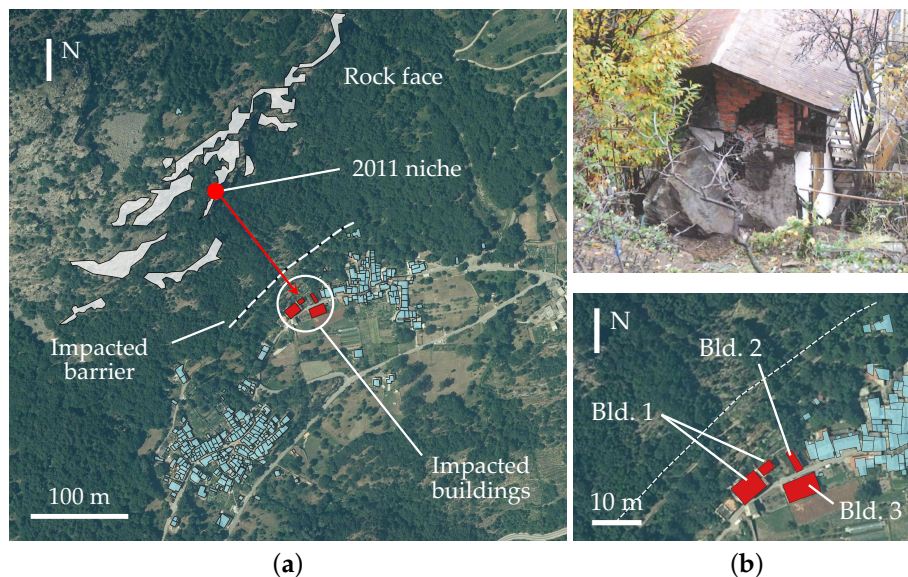 N
Rock face
2011 niche
Impacted
barrier
Impacted
buildings
100 m
(a)
N
Bld. 2
Bld. 1
Bld. 3
10 m
(b)